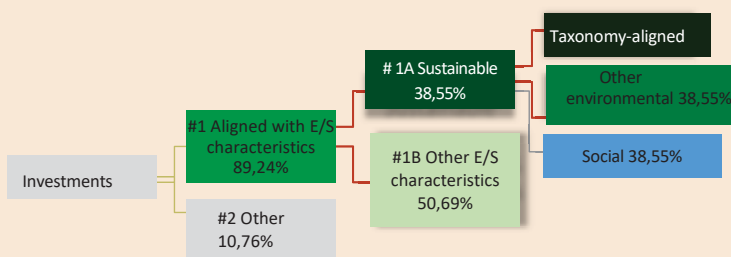 Investments
#1 Aligned with E/S
characteristics
89,24%
#2 Other
10,76%
# 1A Sustainable
38,55%
#1B Other E/S
characteristics
50,69%
Taxonomy-aligned
Other
environmental 38,55%
Social 38,55%